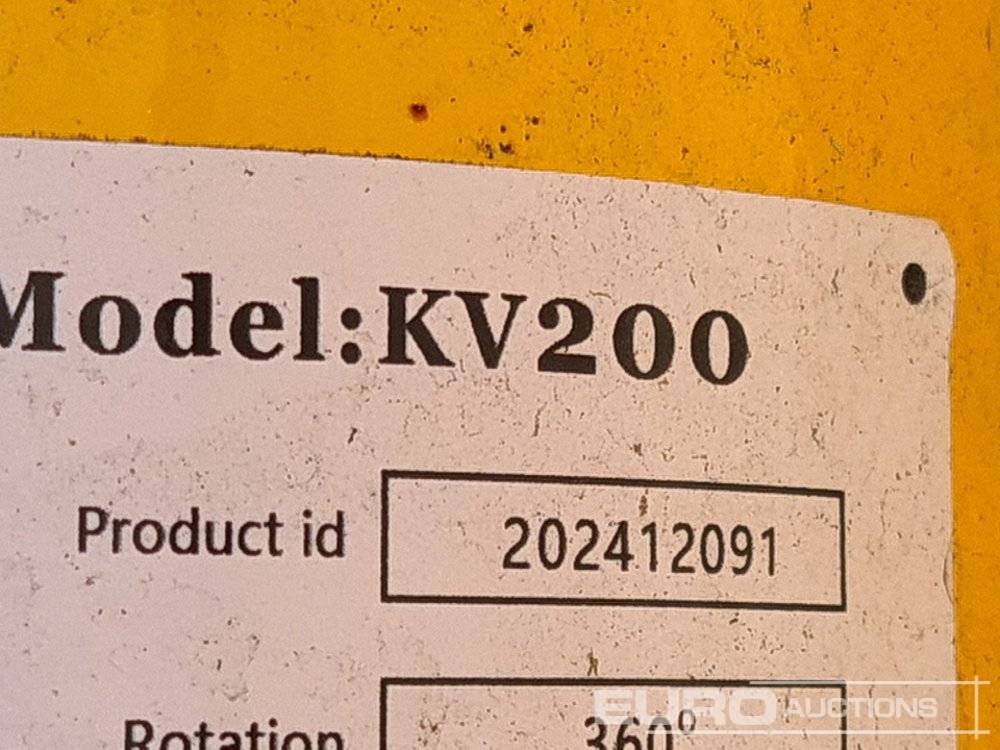 Model:KV200
Product id 202412091
Rotation 360°
EURO AUCTIONS